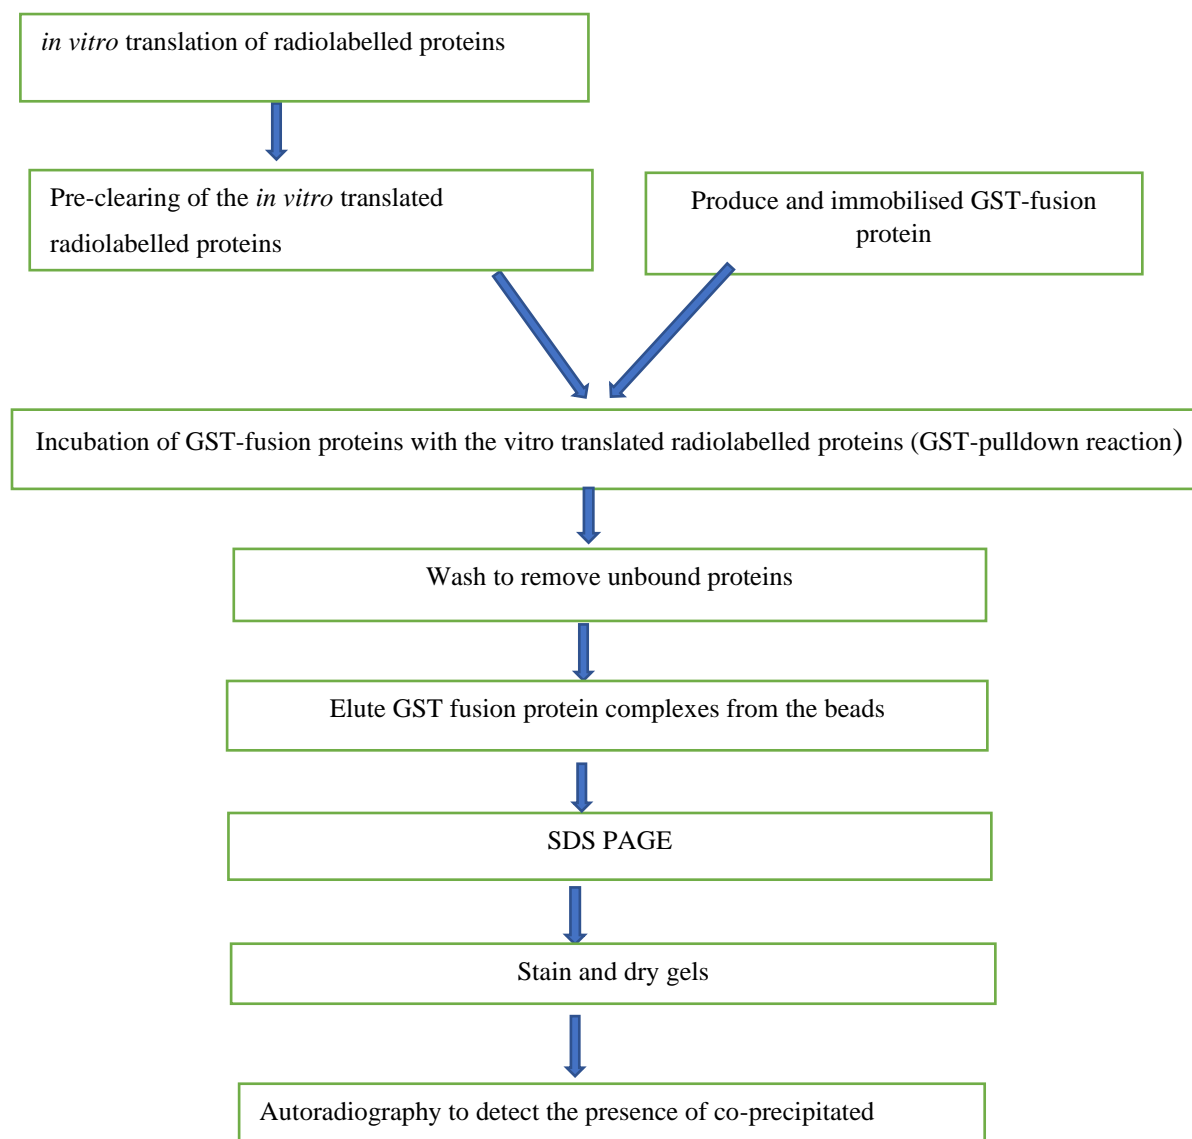 in vitro translation of radiolabelled proteins
Pre-clearing of the in vitro translated
radiolabelled proteins
Produce and immobilised GST-fusion
protein
Incubation of GST-fusion proteins with the vitro translated radiolabelled proteins (GST-pulldown reaction)
Wash to remove unbound proteins
Elute GST fusion protein complexes from the beads
SDS PAGE
Stain and dry gels
Autoradiography to detect the presence of co-precipitated